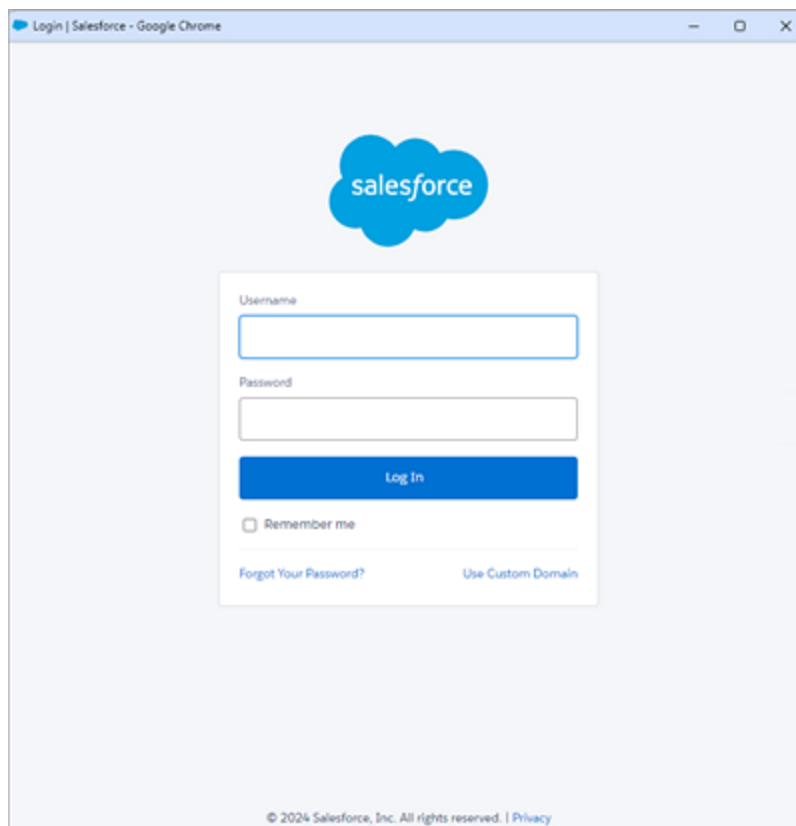 Login | Salesforce - Google Chrome
salesforce
Username
Password
Log In
Remember me
Forgot Your Password? Use Custom Domain
© 2024 Salesforce, Inc. All rights reserved. | Privacy